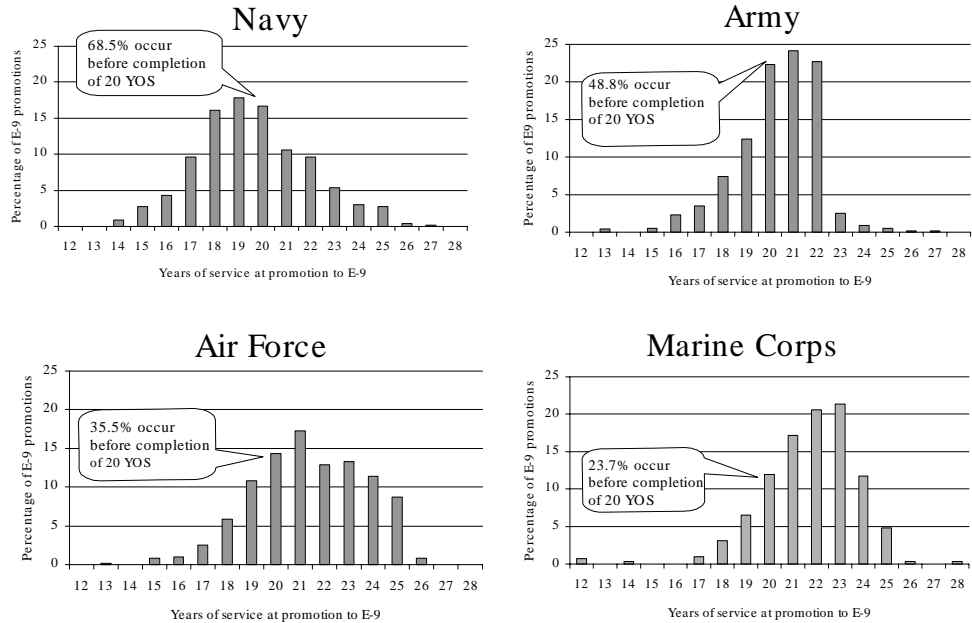 Navy
Percentage of E-9 promotions
25
20
15
10
5
0
68.5% occur
before completion
of 20 YOS
12 13 14 15 16 17 18 19 20 21 22 23 24 25 26 27 28
Years of service at promotion to E-9
Army
Percentage of E9 promotions
25
20
15
10
5
0
48.8% occur
before completion
of 20 YOS
12 13 14 15 16 17 18 19 20 21 22 23 24 25 26 27 28
Years of service at promotion to E-9
Air Force
Percentage of E-9 promotions
25
20
15
10
5
0
35.5% occur
before completion
of 20 YOS
12 13 14 15 16 17 18 19 20 21 22 23 24 25 26 27 28
Years of service at promotion to E-9
Marine Corps
Percentage of E-9 promotions
25
20
15
10
5
0
23.7% occur
before completion
of 20 YOS
12 13 14 15 16 17 18 19 20 21 22 23 24 25 26 27 28
Years of service at promotion to E-9